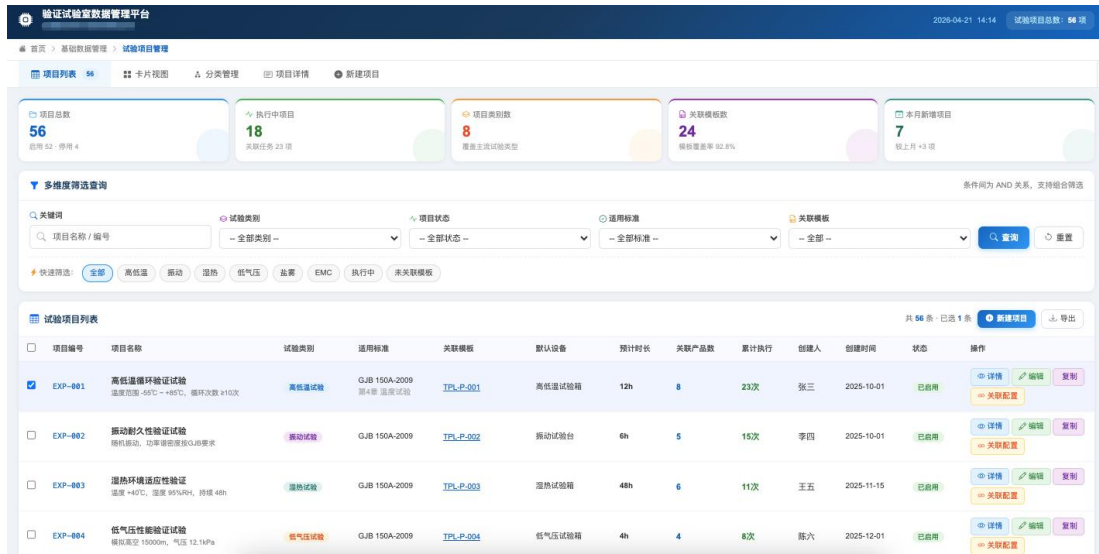 验证试验室数据管理平台
2026-04-21 14:14 试验项目总数：56 项
首页 > 基础数据管理 > 试验项目管理
项目列表 56 卡片视图 分类管理 项目详情 新建项目
项目总数
56
启用 52 · 停用 4
执行中项目
18
关联任务 23 项
项目类别数
8
覆盖主流试验类型
关联模板数
24
模板覆盖率 92.8%
本月新增项目
7
较上月 +3 项
多维度筛选查询 条件间为 AND 关系，支持组合筛选
关键词 试验类别 项目状态 适用标准 关联模板
项目名称 / 编号 -- 全部类别 -- -- 全部状态 -- -- 全部标准 -- -- 全部 -- 查询 重置
快速筛选： 全部 高低温 振动 湿热 低气压 盐雾 EMC 执行中 未关联模板
试验项目列表 共 56 条 · 已选 1 条 新建项目 导出
项目编号 项目名称 试验类别 适用标准 关联模板 默认设备 预计时长 关联产品数 累计执行 创建人 创建时间 状态 操作
EXP-001 高低温循环验证试验 高低温试验 GJB 150A-2009 TPL-P-001 高低温试验箱 12h 8 23次 张三 2025-10-01 已启用 详情 编辑 复制
温度范围 -55℃ ~ +85℃，循环次数 ≥10次 第4章 温度试验 关联配置
EXP-002 振动耐久性验证试验 振动试验 GJB 150A-2009 TPL-P-002 振动试验台 6h 5 15次 李四 2025-10-01 已启用 详情 编辑 复制
随机振动，功率谱密度按GJB要求 关联配置
EXP-003 湿热环境适应性验证 湿热试验 GJB 150A-2009 TPL-P-003 湿热试验箱 48h 6 11次 王五 2025-11-15 已启用 详情 编辑 复制
温度 +40℃，湿度 95%RH，持续 48h 关联配置
EXP-004 低气压性能验证试验 低气压试验 GJB 150A-2009 TPL-P-004 低气压试验箱 4h 4 8次 陈六 2025-12-01 已启用 详情 编辑 复制
模拟高空 15000m，气压 12.1kPa 关联配置